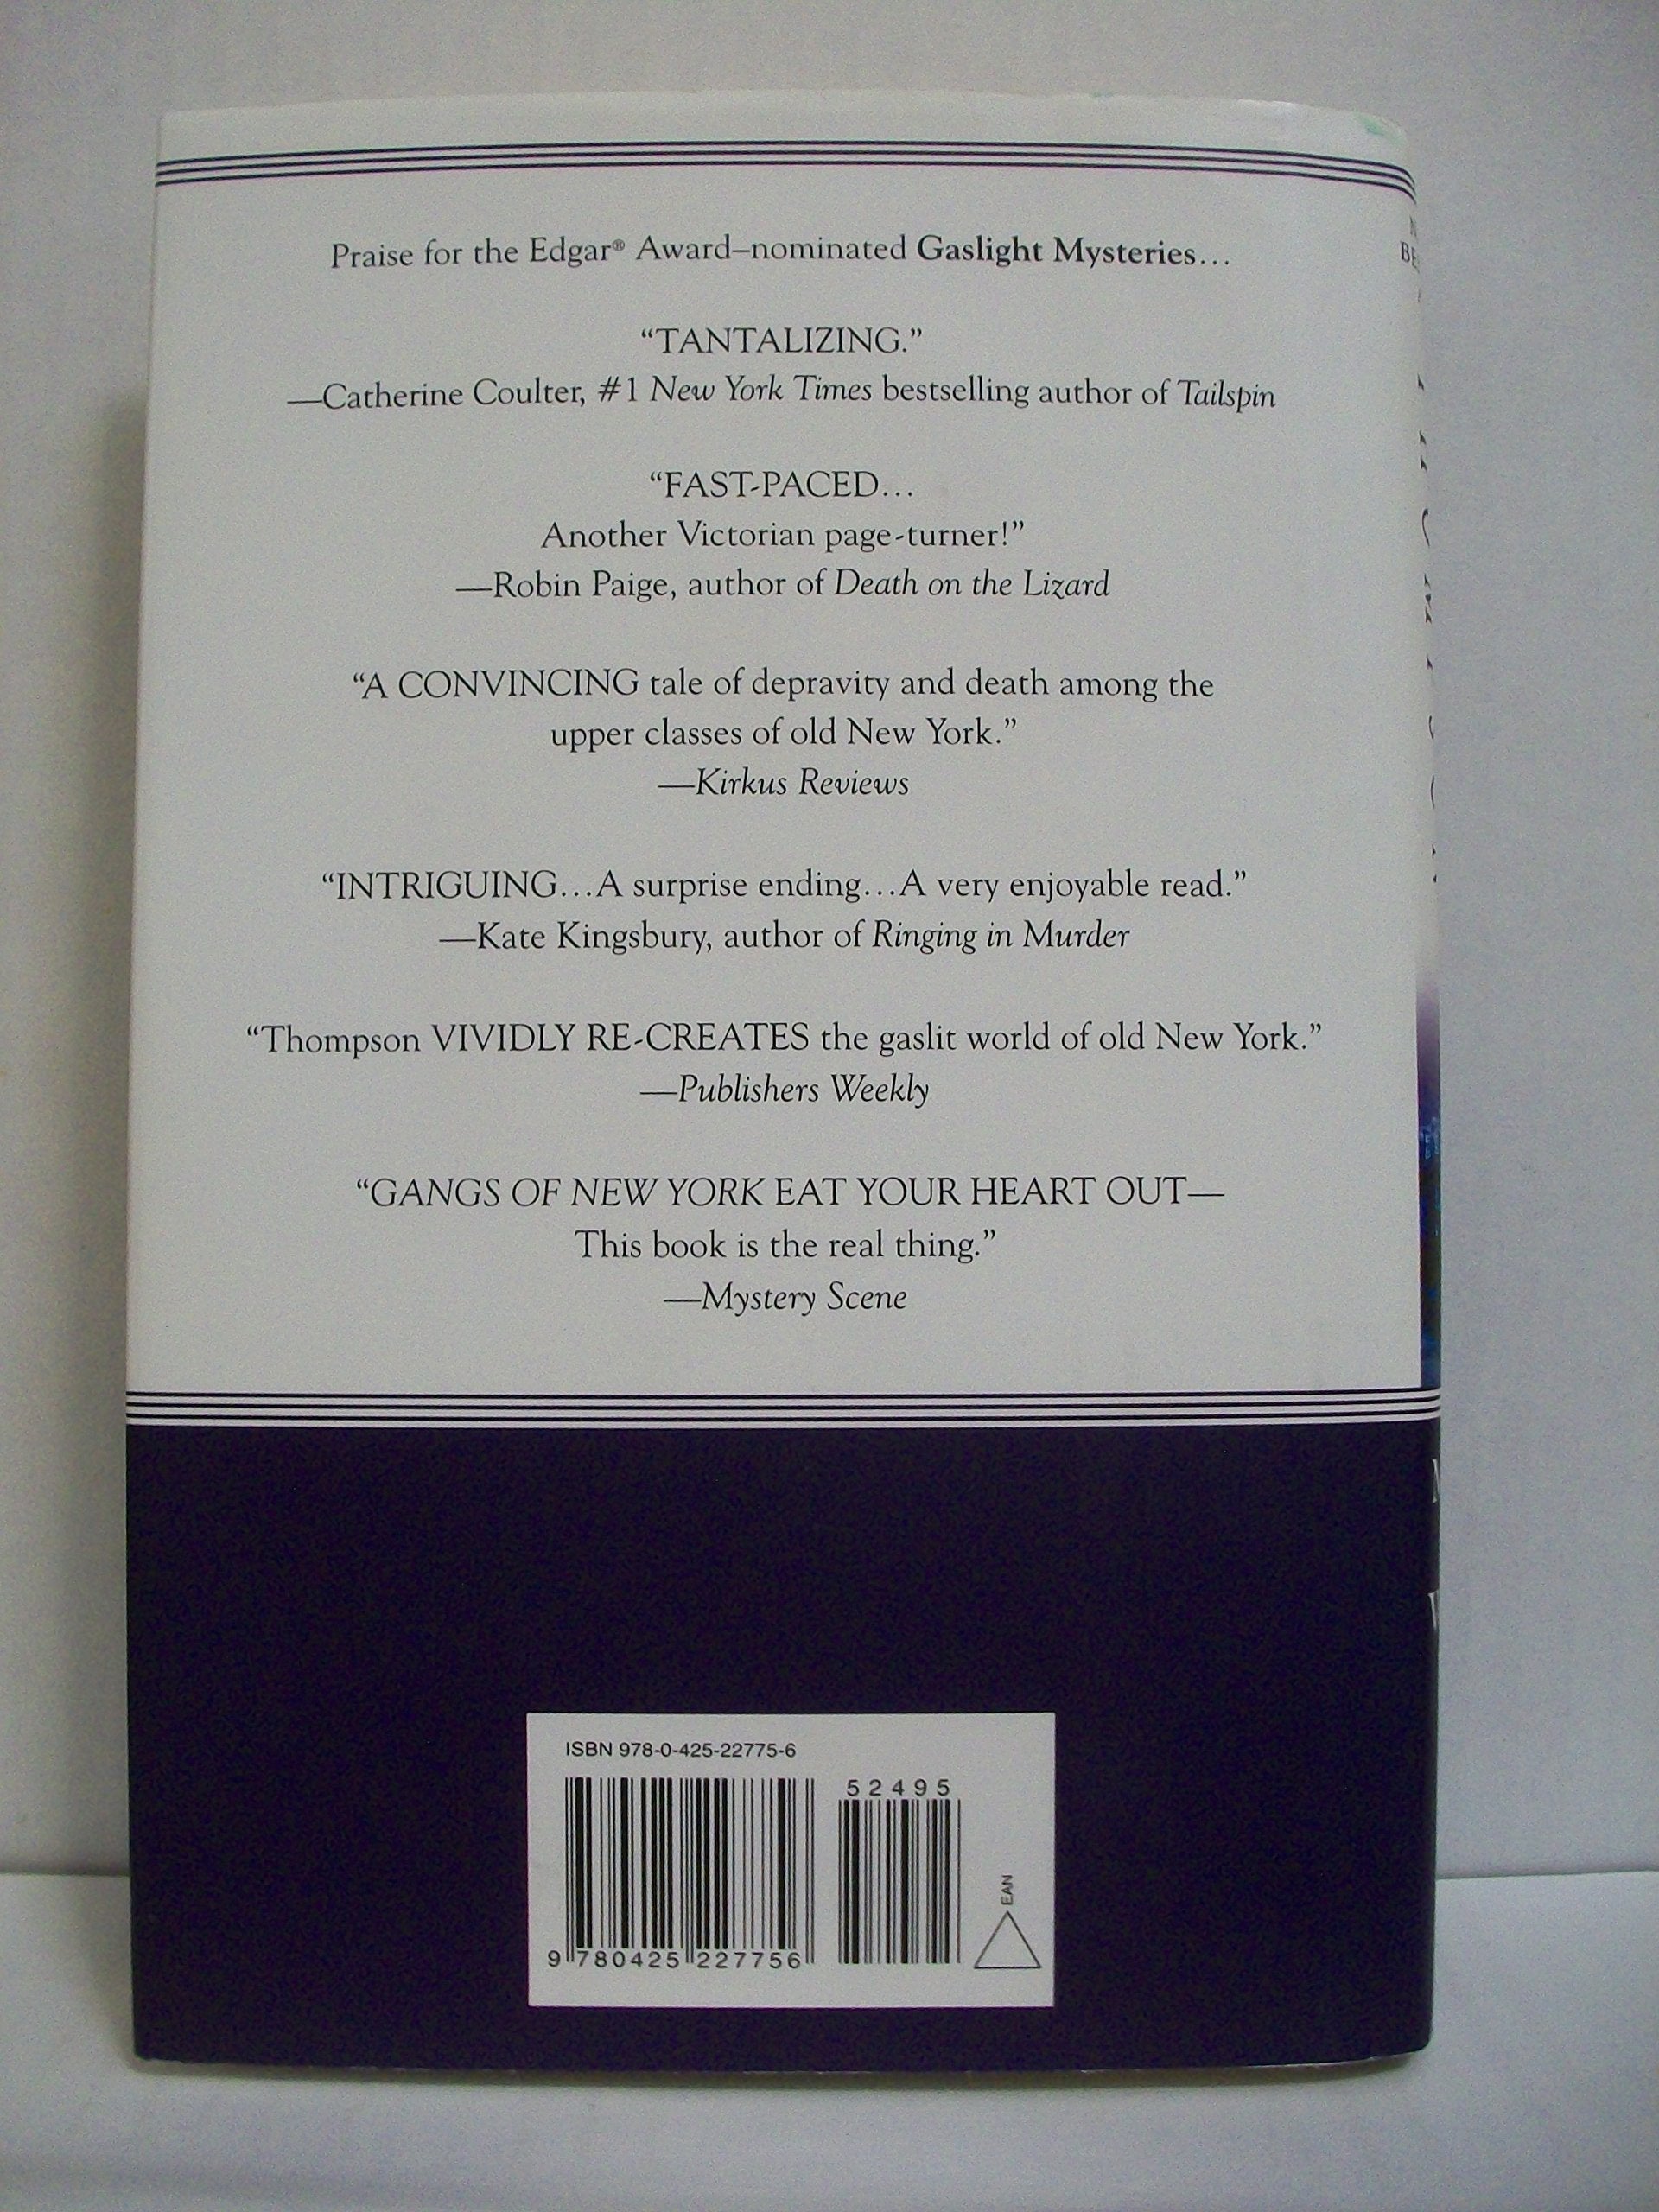 Praise for the Edgar® Award–nominated Gaslight Mysteries...
“TANTALIZING.”
—Catherine Coulter, #1 New York Times bestselling author of Tailspin
“FAST-PACED...
Another Victorian page-turner!”
—Robin Paige, author of Death on the Lizard
“A CONVINCING tale of depravity and death among the
upper classes of old New York.”
—Kirkus Reviews
“INTRIGUING...A surprise ending...A very enjoyable read.”
—Kate Kingsbury, author of Ringing in Murder
“Thompson VIVIDLY RE-CREATES the gaslit world of old New York.”
—Publishers Weekly
“GANGS OF NEW YORK EAT YOUR HEART OUT—
This book is the real thing.”
—Mystery Scene
ISBN 978-0-425-22775-6
52495
9 780425 227756
EAN